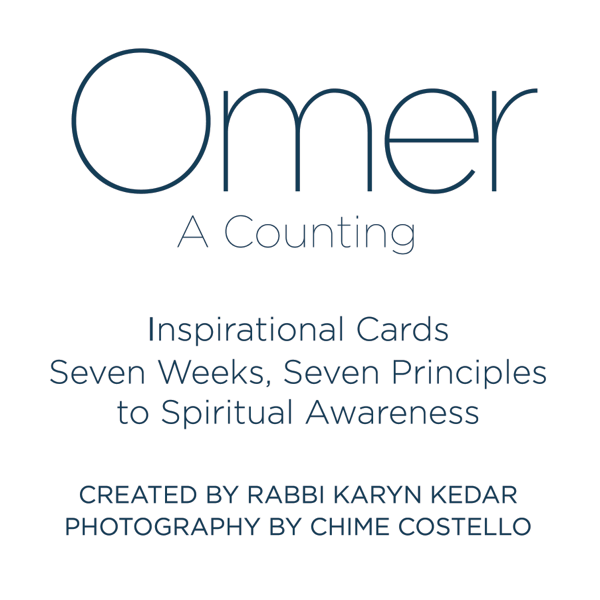 Omer
A Counting
Inspirational Cards
Seven Weeks, Seven Principles
to Spiritual Awareness
CREATED BY RABBI KARYN KEDAR
PHOTOGRAPHY BY CHIME COSTELLO